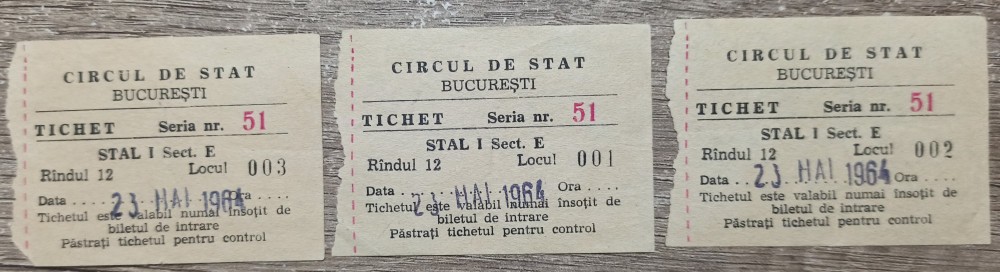 CIRCUL DE STAT
BUCUREȘTI
TICHET Seria nr. 51
STAL I Sect. E
Rîndul 12 Locul 003
Data . . 23 MAI 1964 Ora . . . .
Tichetul este valabil numai însoțit de
biletul de intrare
Păstrați tichetul pentru control
CIRCUL DE STAT
BUCUREȘTI
TICHET Seria nr. 51
STAL I Sect. E
Rîndul 12 Locul 001
Data . . 23 MAI 1964 Ora . . . .
Tichetul este valabil numai însoțit de
biletul de intrare
Păstrați tichetul pentru control
CIRCUL DE STAT
BUCUREȘTI
TICHET Seria nr. 51
STAL I Sect. E
Rîndul 12 Locul 002
Data . . 23 MAI 1964 Ora . . . .
Tichetul este valabil numai însoțit de
biletul de intrare
Păstrați tichetul pentru control